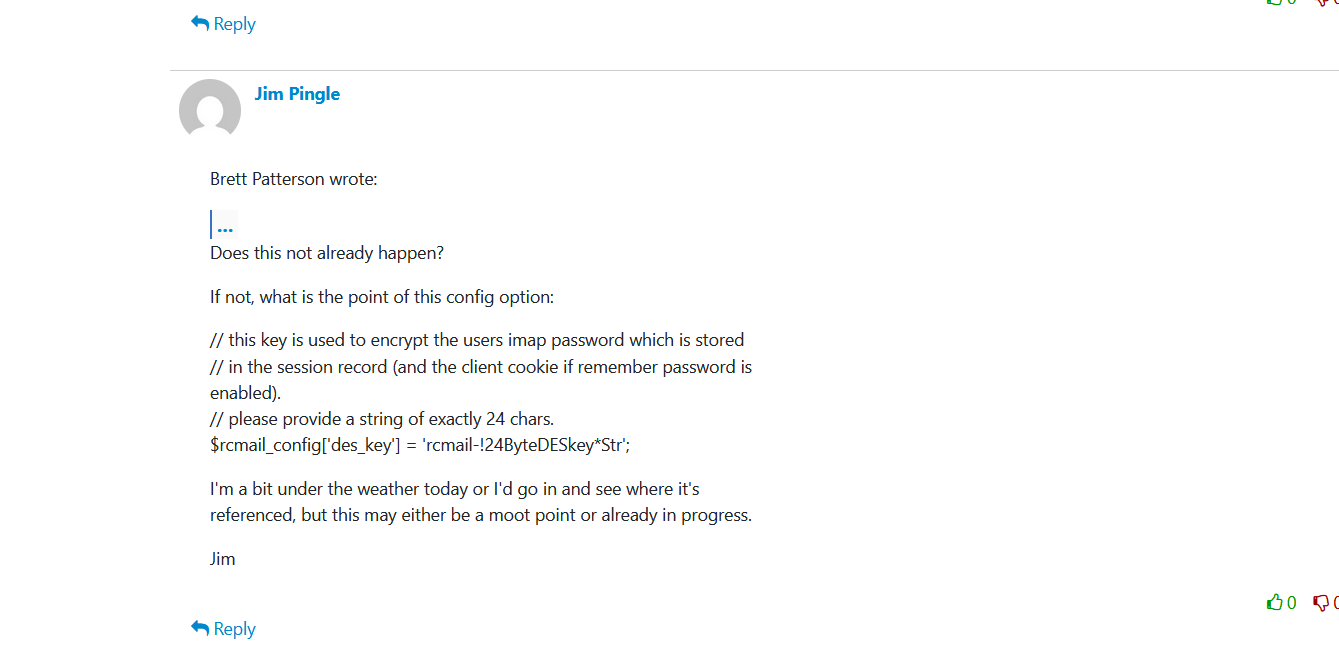 0 0
Reply
Jim Pingle
Brett Patterson wrote:
...
Does this not already happen?
If not, what is the point of this config option:
// this key is used to encrypt the users imap password which is stored
// in the session record (and the client cookie if remember password is
enabled).
// please provide a string of exactly 24 chars.
$rcmail_config['des_key'] = 'rcmail-!24ByteDESkey*Str';
I'm a bit under the weather today or I'd go in and see where it's
referenced, but this may either be a moot point or already in progress.
Jim
0 0
Reply